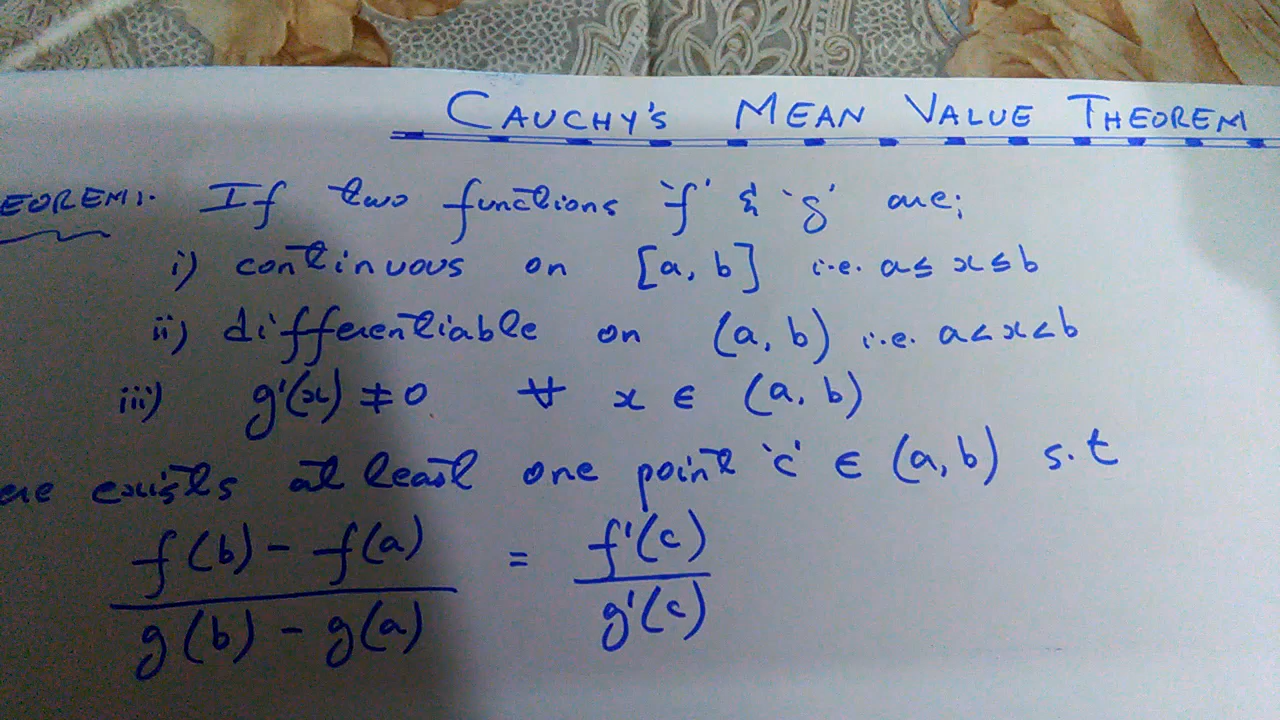 CAUCHY'S MEAN VALUE THEOREM
EOREM:. If two functions 'f' & 'g' are;
i) continuous on [a, b] i.e. a≤ x≤b
ii) differentiable on (a, b) i.e. a<x<b
iii) g'(x) ≠ 0 ∀ x ∈ (a, b)
ere exists at least one point 'c' ∈ (a, b) s.t
f(b) - f(a) = f'(c)
g(b) - g(a) g'(c)